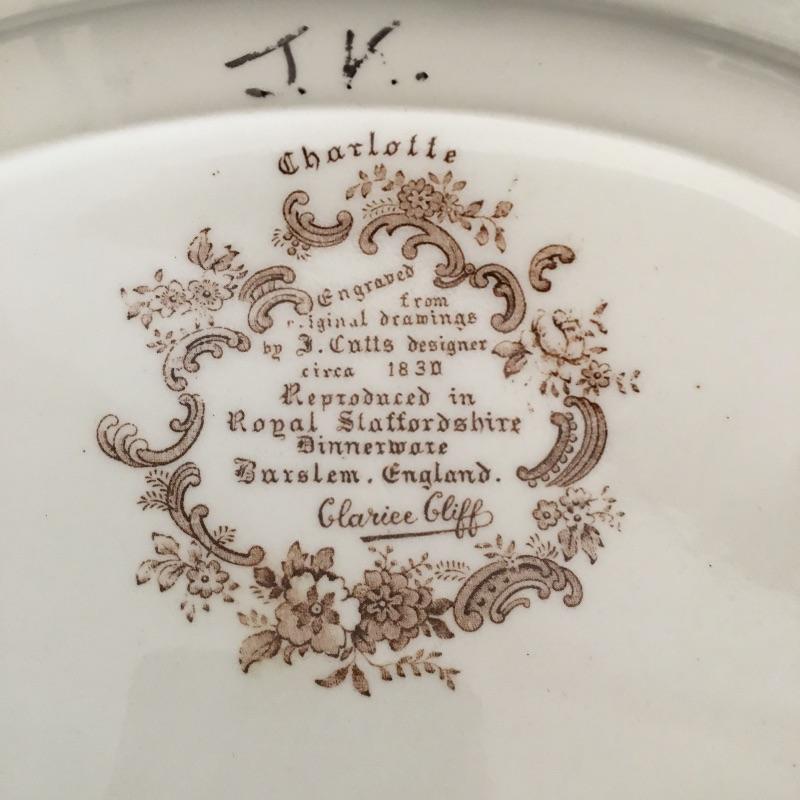 J.K.
Charlotte
Engraved
from
riginal drawings
by J. Cutts designer
circa 1830
Reproduced in
Royal Staffordshire
Dinnerware
Burslem. England.
Clarice Cliff